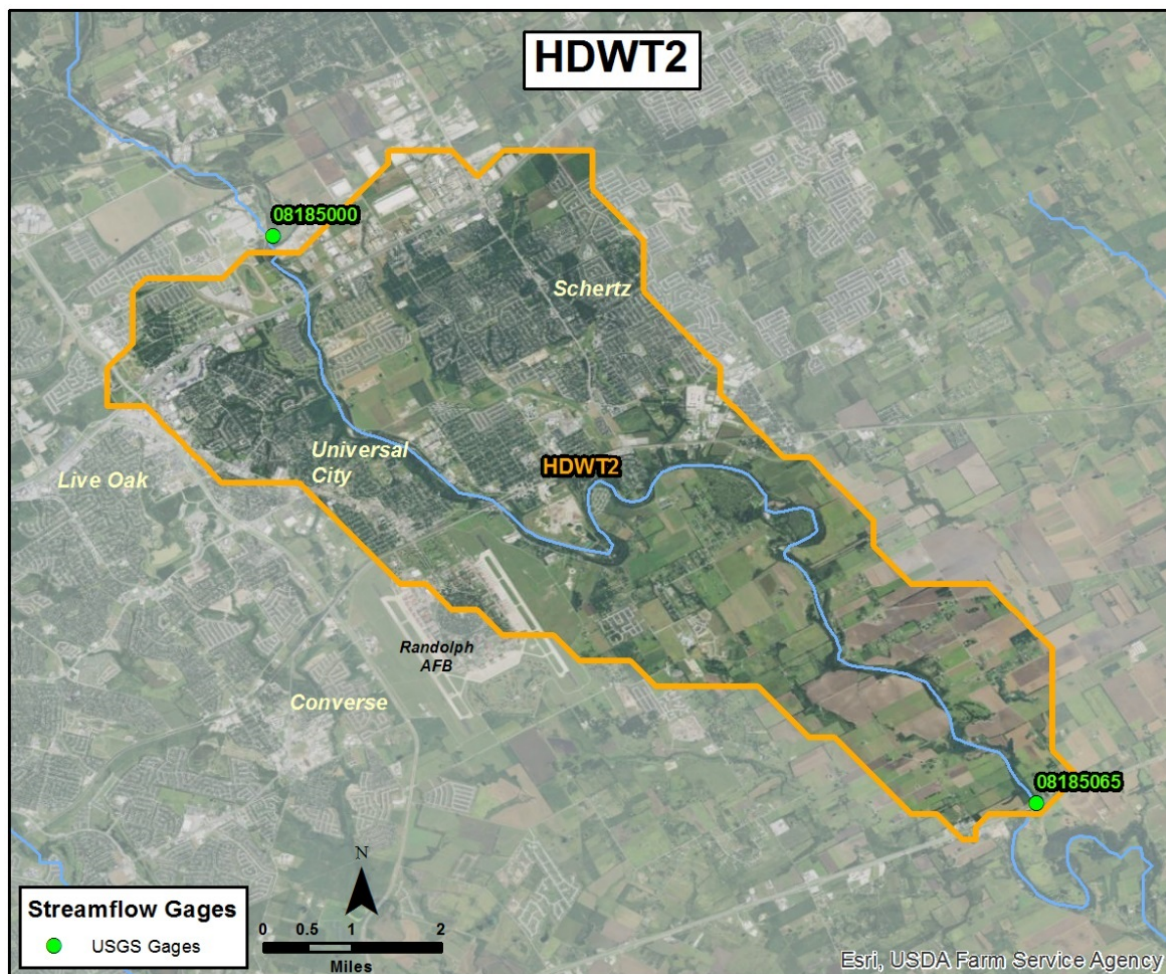 HDWT2
08185000
Schertz
Universal
City
HDWT2
Live Oak
Randolph
AFB
Converse
08185065
N
Streamflow Gages
USGS Gages
0 0.5 1 2
Miles
Esri, USDA Farm Service Agency